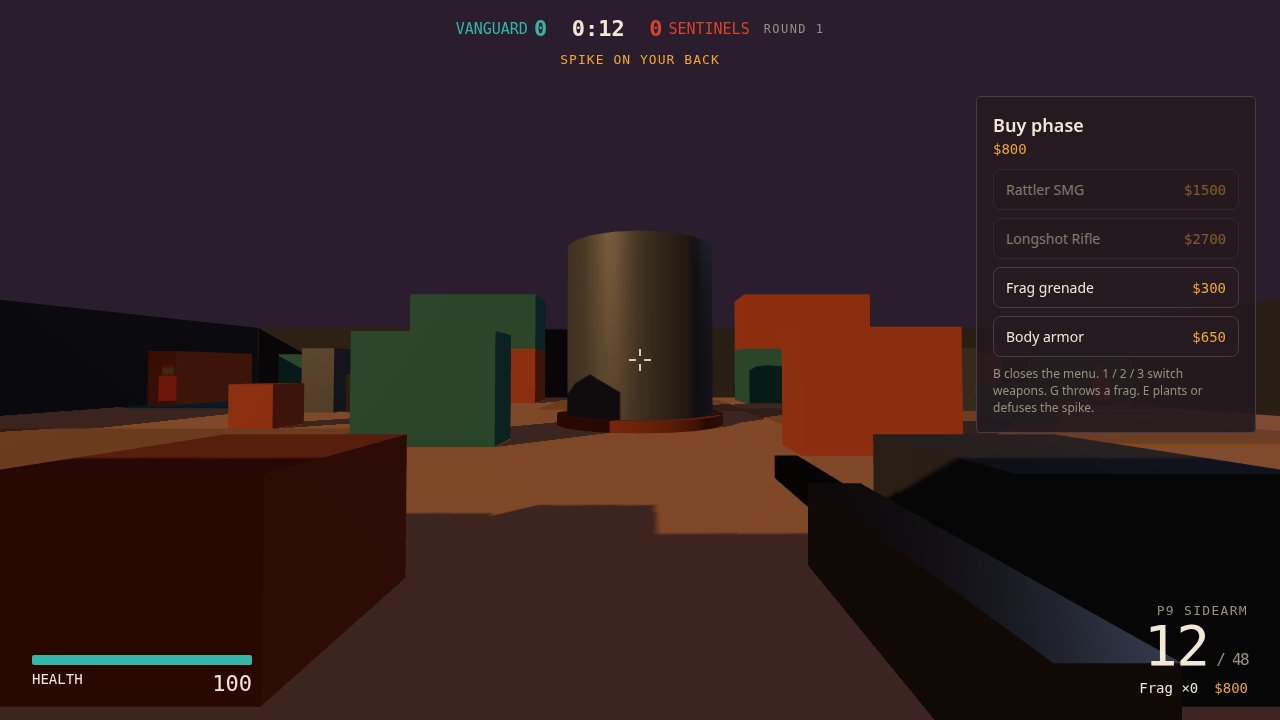 VANGUARD 0 0:12 0 SENTINELS ROUND 1
SPIKE ON YOUR BACK
Buy phase
$800
Rattler SMG $1500
Longshot Rifle $2700
Frag grenade $300
Body armor $650
B closes the menu. 1 / 2 / 3 switch
weapons. G throws a frag. E plants or
defuses the spike.
P9 SIDEARM
12 / 48
Frag ×0 $800
HEALTH 100